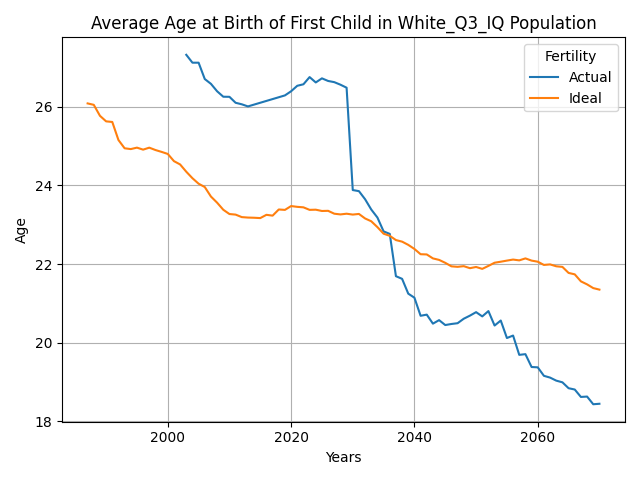 Average Age at Birth of First Child in White_Q3_IQ Population
Fertility
Actual
Ideal
Age
26
24
22
20
18
2000
2020
2040
2060
Years